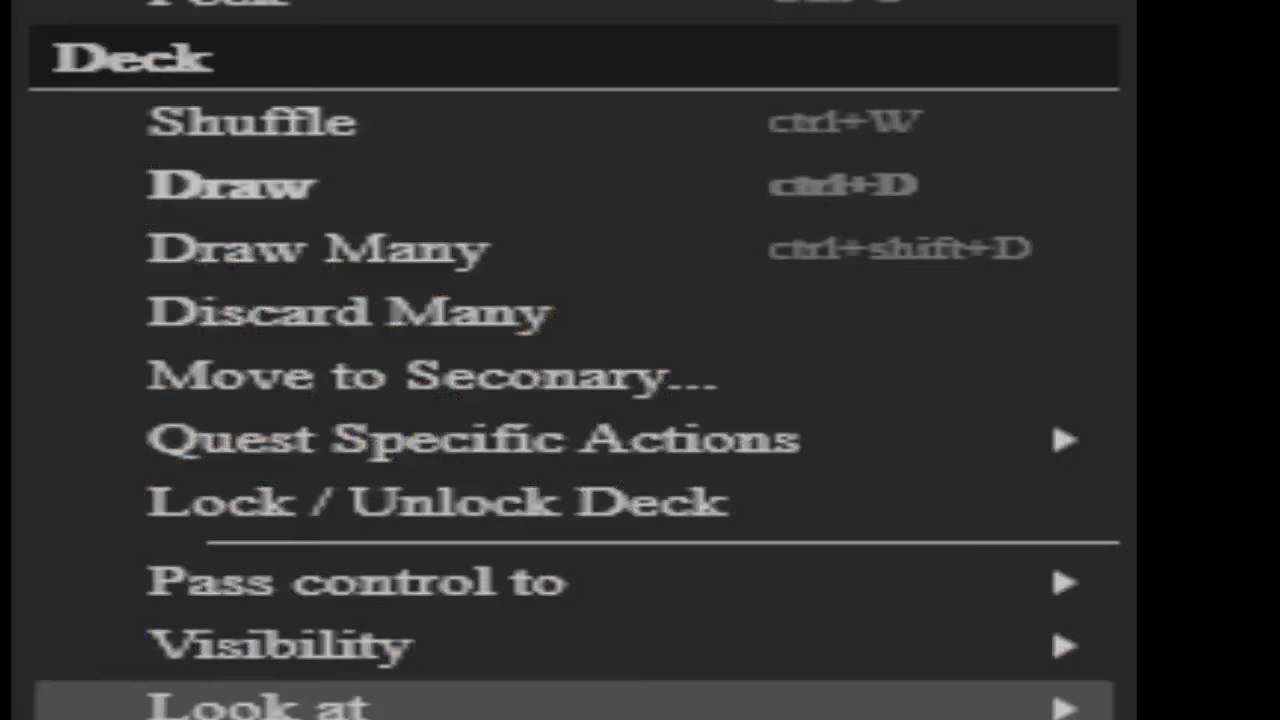 Deck
Shuffle ctrl+W
Draw ctrl+D
Draw Many ctrl+shift+D
Discard Many
Move to Seconary...
Quest Specific Actions
Lock / Unlock Deck
Pass control to
Visibility
Look at